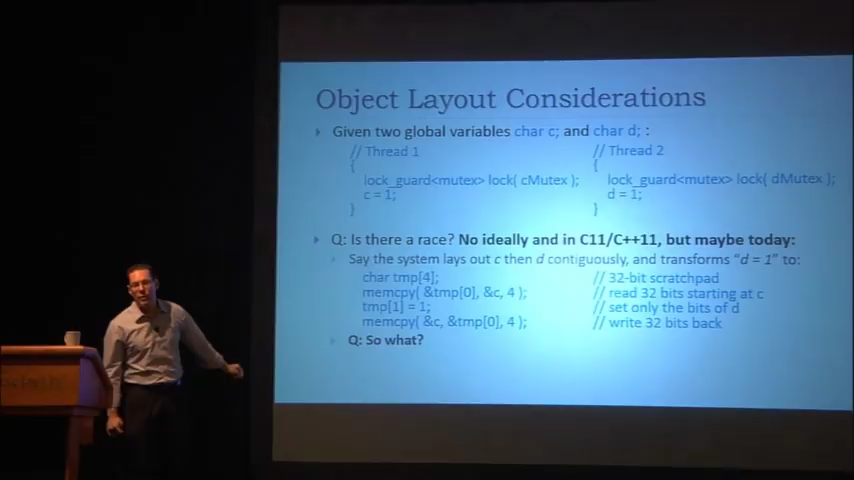 Object Layout Considerations
Given two global variables char c; and char d; :
// Thread 1
{
lock_guard<mutex> lock( cMutex );
c = 1;
}
// Thread 2
{
lock_guard<mutex> lock( dMutex );
d = 1;
}
Q: Is there a race? No ideally and in C11/C++11, but maybe today:
Say the system lays out c then d contiguously, and transforms "d = 1" to:
char tmp[4]; // 32-bit scratchpad
memcpy( &tmp[0], &c, 4 ); // read 32 bits starting at c
tmp[1] = 1; // set only the bits of d
memcpy( &c, &tmp[0], 4 ); // write 32 bits back
Q: So what?